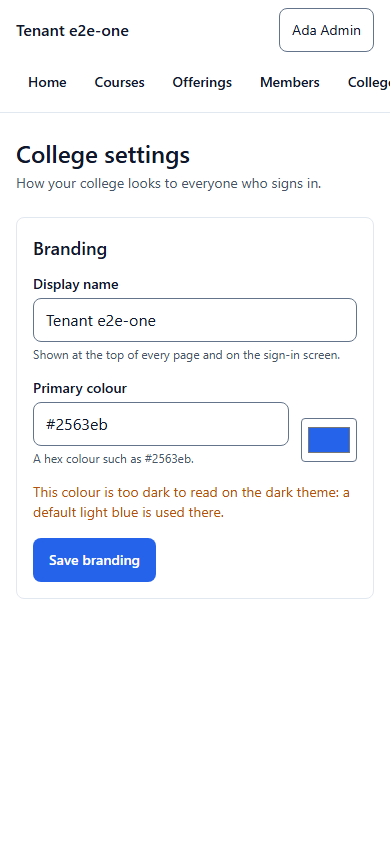 Tenant e2e-one
Ada Admin
Home Courses Offerings Members Colleg
College settings
How your college looks to everyone who signs in.
Branding
Display name
Tenant e2e-one
Shown at the top of every page and on the sign-in screen.
Primary colour
#2563eb
A hex colour such as #2563eb.
This colour is too dark to read on the dark theme: a
default light blue is used there.
Save branding